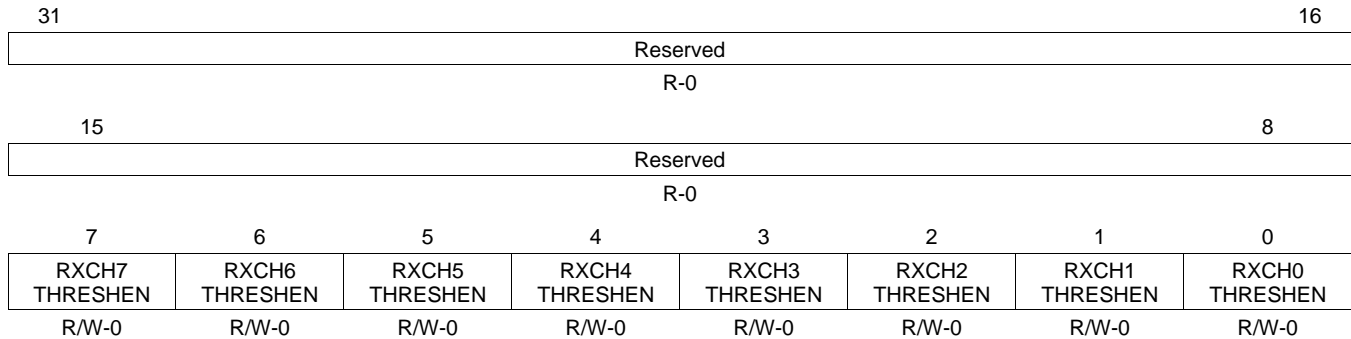 31 16
Reserved
R-0
15 8
Reserved
R-0
7 6 5 4 3 2 1 0
RXCH7 RXCH6 RXCH5 RXCH4 RXCH3 RXCH2 RXCH1 RXCH0
THRESHEN THRESHEN THRESHEN THRESHEN THRESHEN THRESHEN THRESHEN THRESHEN
R/W-0 R/W-0 R/W-0 R/W-0 R/W-0 R/W-0 R/W-0 R/W-0